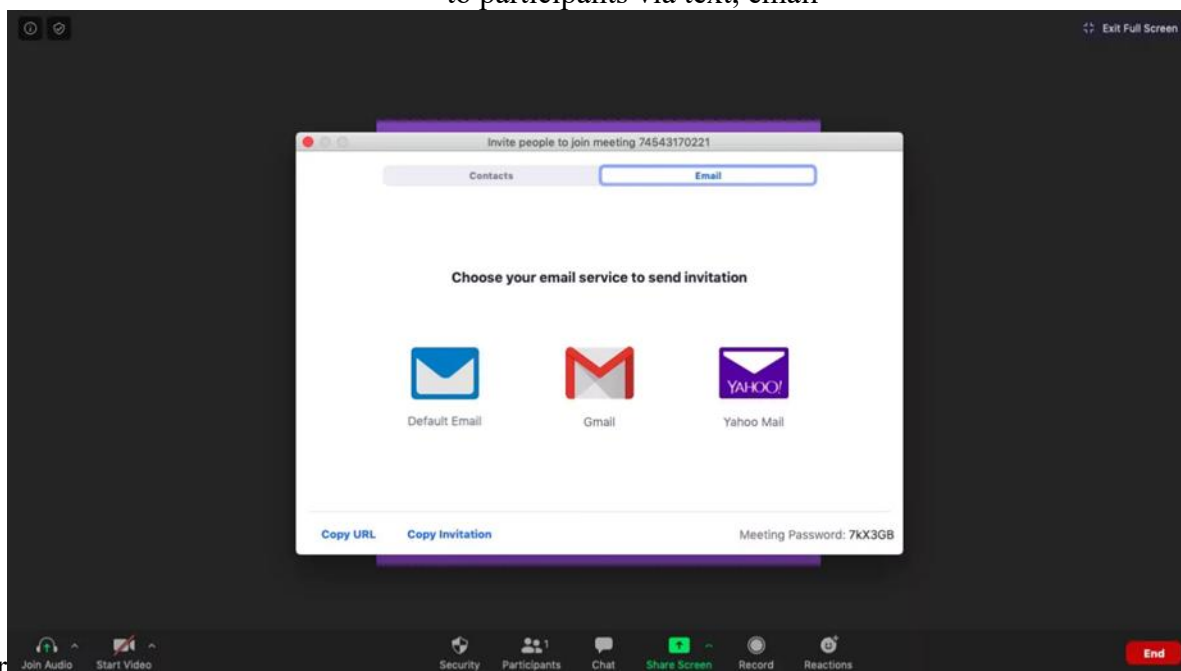 to participants via text, email
Exit Full Screen
Invite people to join meeting 74543170221
Contacts
Email
Choose your email service to send invitation
YAHOO!
Default Email
Gmail
Yahoo Mail
Copy URL
Copy Invitation
Meeting Password: 7kX3GB
1
Join Audio
Start Video
Security
Participants
Chat
Share Screen
Record
Reactions
End